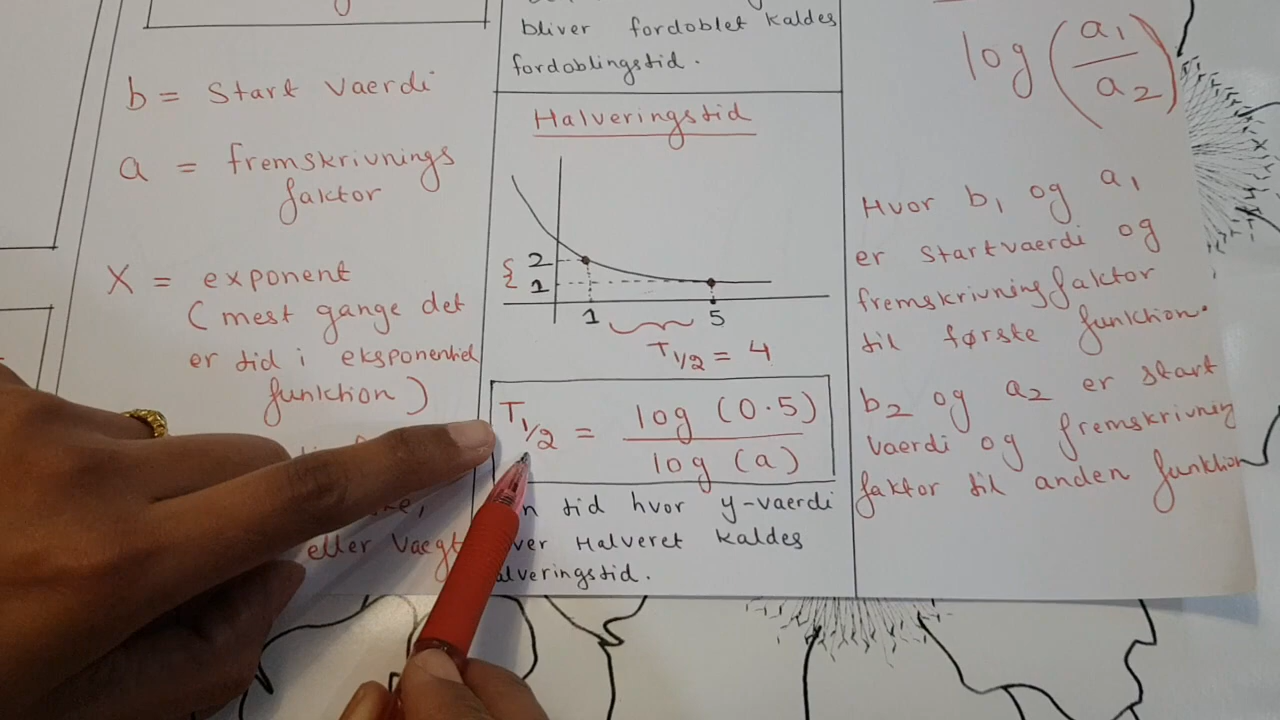 b = Start Vaerdi
a = fremskrivnings
faktor
X = exponent
( mest gange det
er tid i eksponentiel
funktion )
eller Vaegt
bliver fordoblet kaldes
fordoblingstid.
Halveringstid
2
1
1 5
T1/2 = 4
T1/2 = log (0.5)
log (a)
tid hvor y-vaerdi
Halveret kaldes
log (a1
a2)
Hvor b1 og a1
er Startvaerdi og
fremskrivningfaktor
til første funktion.
b2 og a2 er start
Vaerdi og fremskrivning
faktor til anden funktion